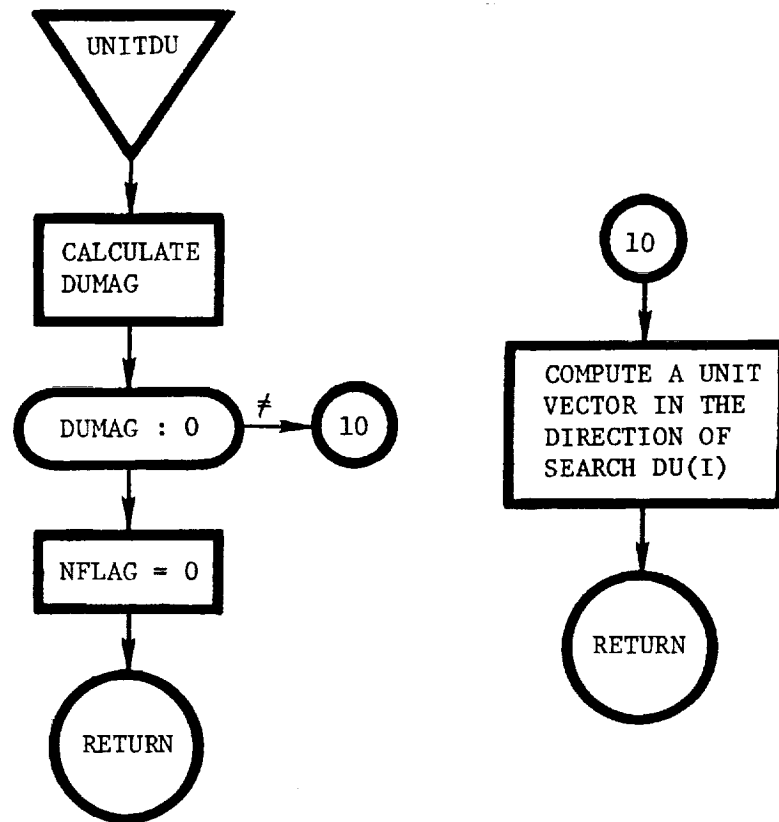 UNITDU
CALCULATE
DUMAG
DUMAG : 0
≠
10
NFLAG = 0
RETURN
10
COMPUTE A UNIT
VECTOR IN THE
DIRECTION OF
SEARCH DU(I)
RETURN